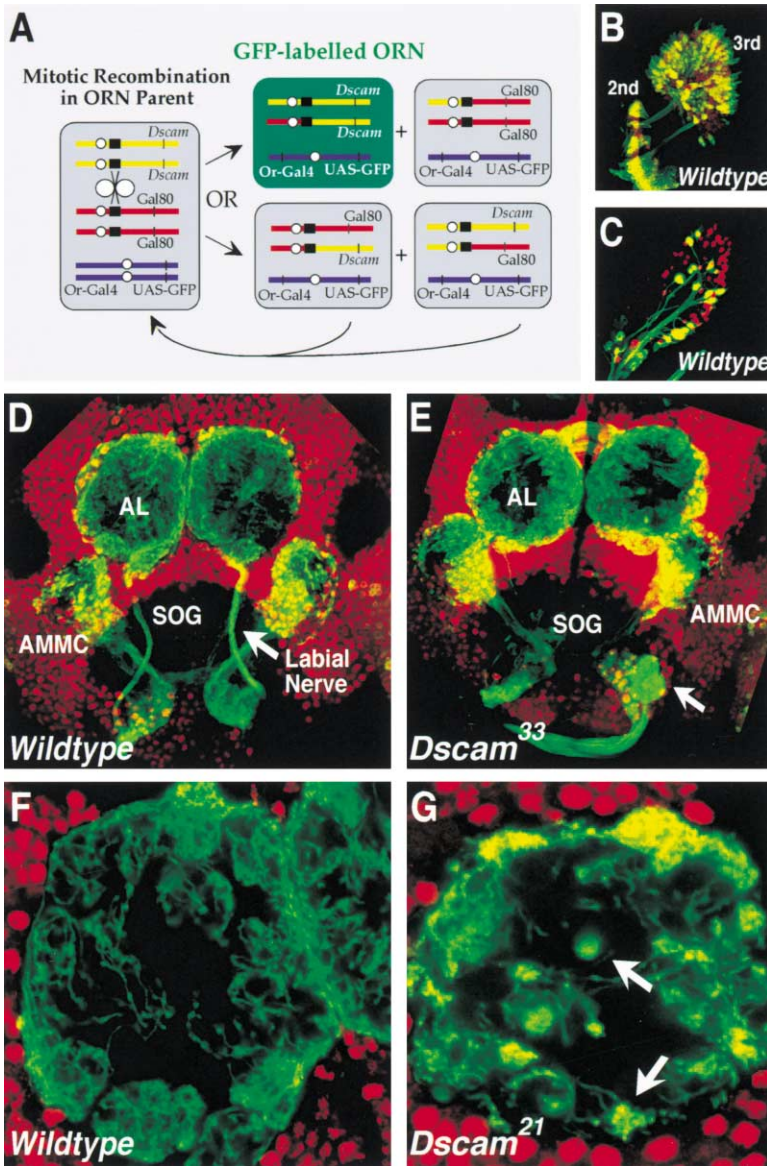 A
GFP-labelled ORN
Mitotic Recombination
in ORN Parent
Dscam
Dscam
Gal80
Gal80
Or-Gal4 UAS-GFP
OR
Dscam
Dscam
Or-Gal4 UAS-GFP
+
Gal80
Gal80
Or-Gal4 UAS-GFP
Gal80
Dscam
Or-Gal4 UAS-GFP
+
Dscam
Gal80
Or-Gal4 UAS-GFP
B
3rd
2nd
Wildtype
C
Wildtype
D
AL
SOG
AMMC
Labial
Nerve
Wildtype
E
AL
SOG
AMMC
Dscam33
F
Wildtype
G
Dscam21